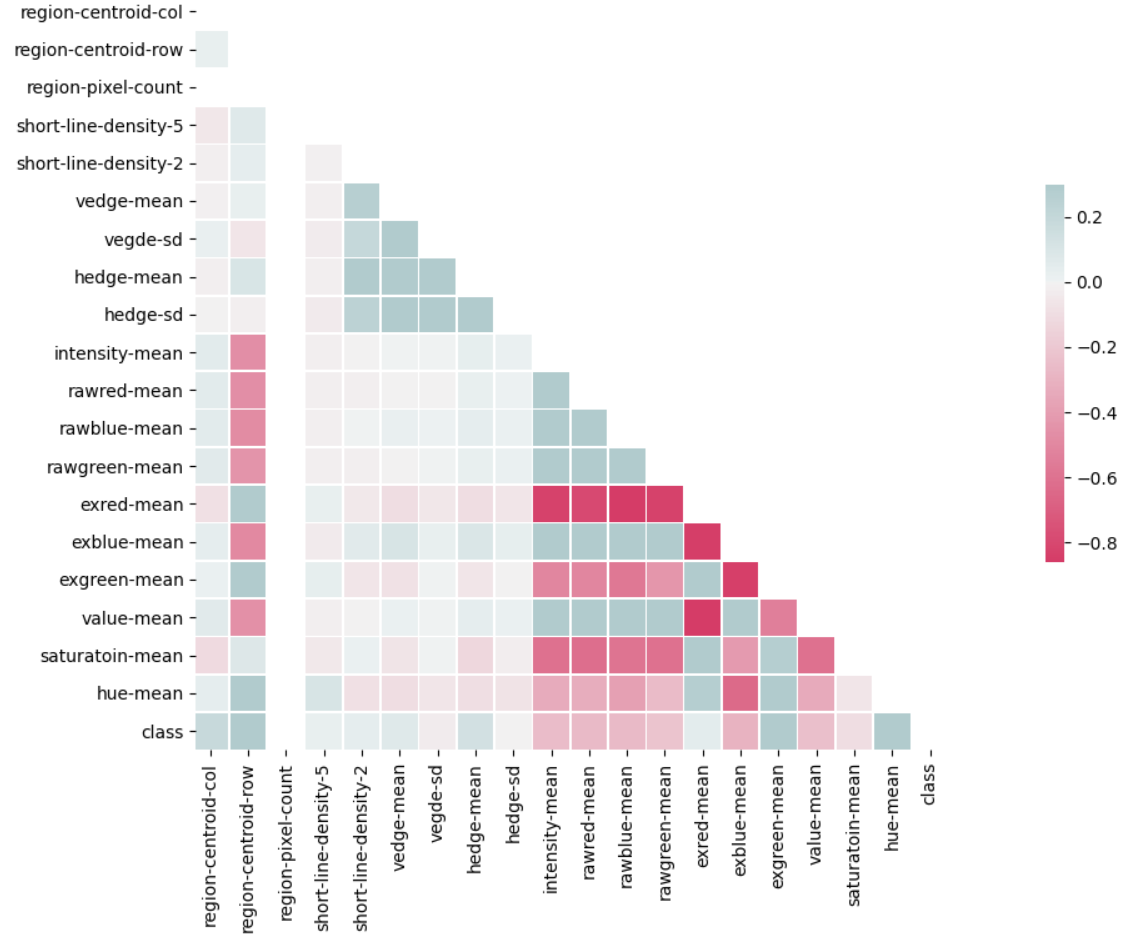 region-centroid-col
region-centroid-row
region-pixel-count
short-line-density-5
short-line-density-2
vedge-mean
vegde-sd
hedge-mean
hedge-sd
intensity-mean
rawred-mean
rawblue-mean
rawgreen-mean
exred-mean
exblue-mean
exgreen-mean
value-mean
saturatoin-mean
hue-mean
class
0.2
0.0
−0.2
−0.4
−0.6
−0.8
region-centroid-col
region-centroid-row
region-pixel-count
short-line-density-5
short-line-density-2
vedge-mean
vegde-sd
hedge-mean
hedge-sd
intensity-mean
rawred-mean
rawblue-mean
rawgreen-mean
exred-mean
exblue-mean
exgreen-mean
value-mean
saturatoin-mean
hue-mean
class